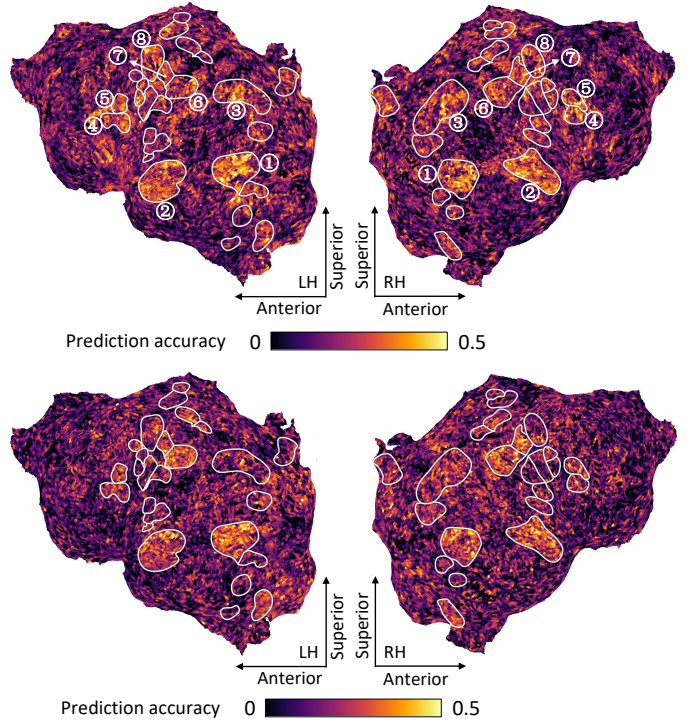 ⑧ ⑧
⑦ ⑦
⑤ ⑥ ③ ⑥ ⑤
④ ③ ④
① ①
② ②
LH Superior Superior RH
Anterior Anterior
Prediction accuracy 0 0.5
LH Superior Superior RH
Anterior Anterior
Prediction accuracy 0 0.5